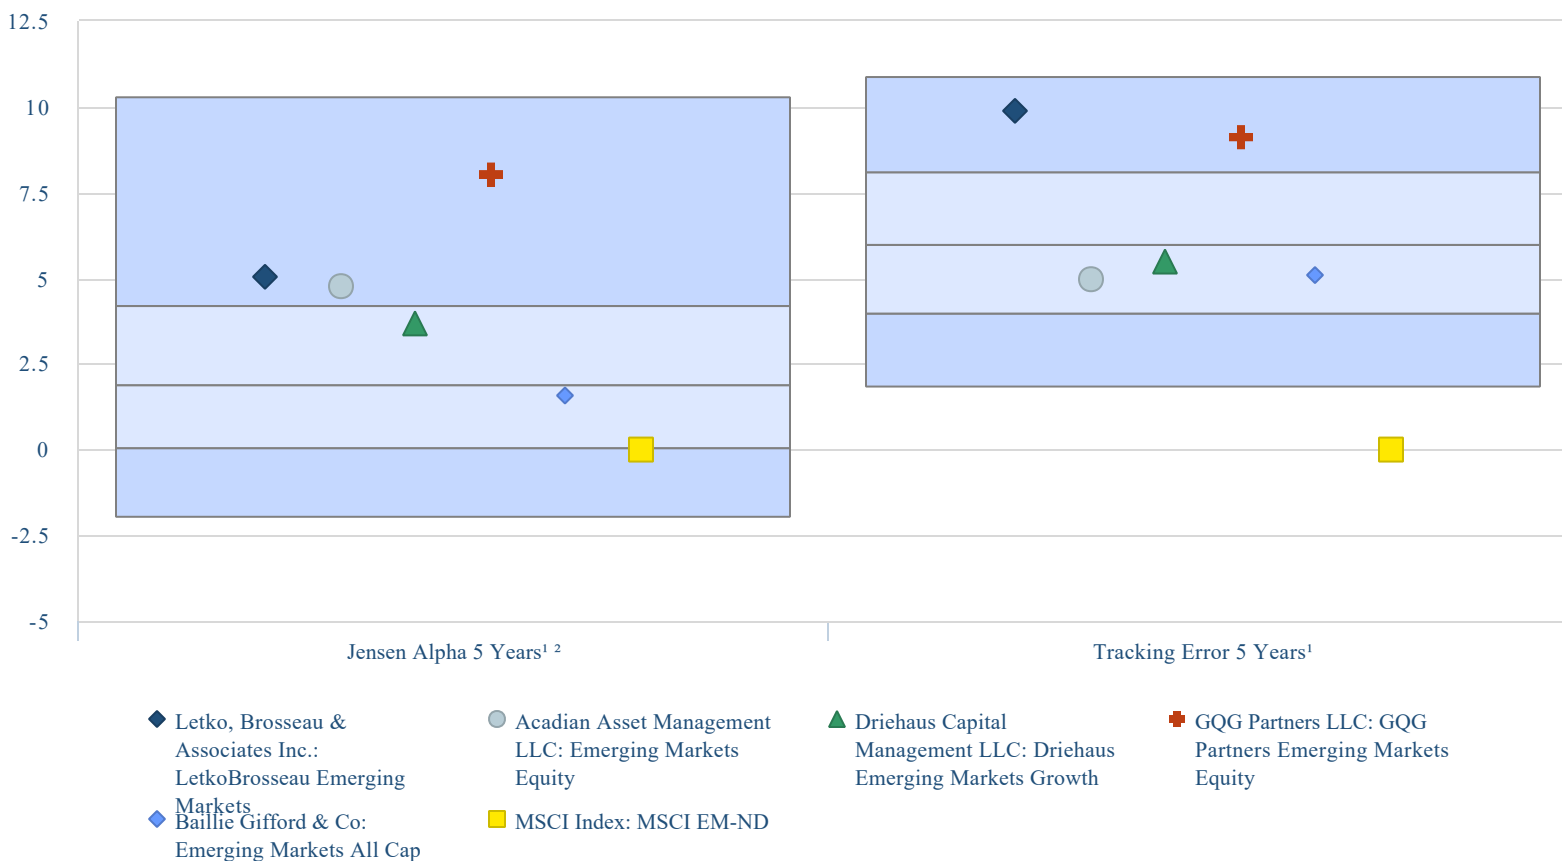 12.5
10
7.5
5
2.5
0
-2.5
-5
Jensen Alpha 5 Years¹ ²
Tracking Error 5 Years¹
Letko, Brosseau &
Associates Inc.:
LetkoBrosseau Emerging
Markets
Acadian Asset Management
LLC: Emerging Markets
Equity
Driehaus Capital
Management LLC: Driehaus
Emerging Markets Growth
GQG Partners LLC: GQG
Partners Emerging Markets
Equity
Baillie Gifford & Co:
Emerging Markets All Cap
MSCI Index: MSCI EM-ND